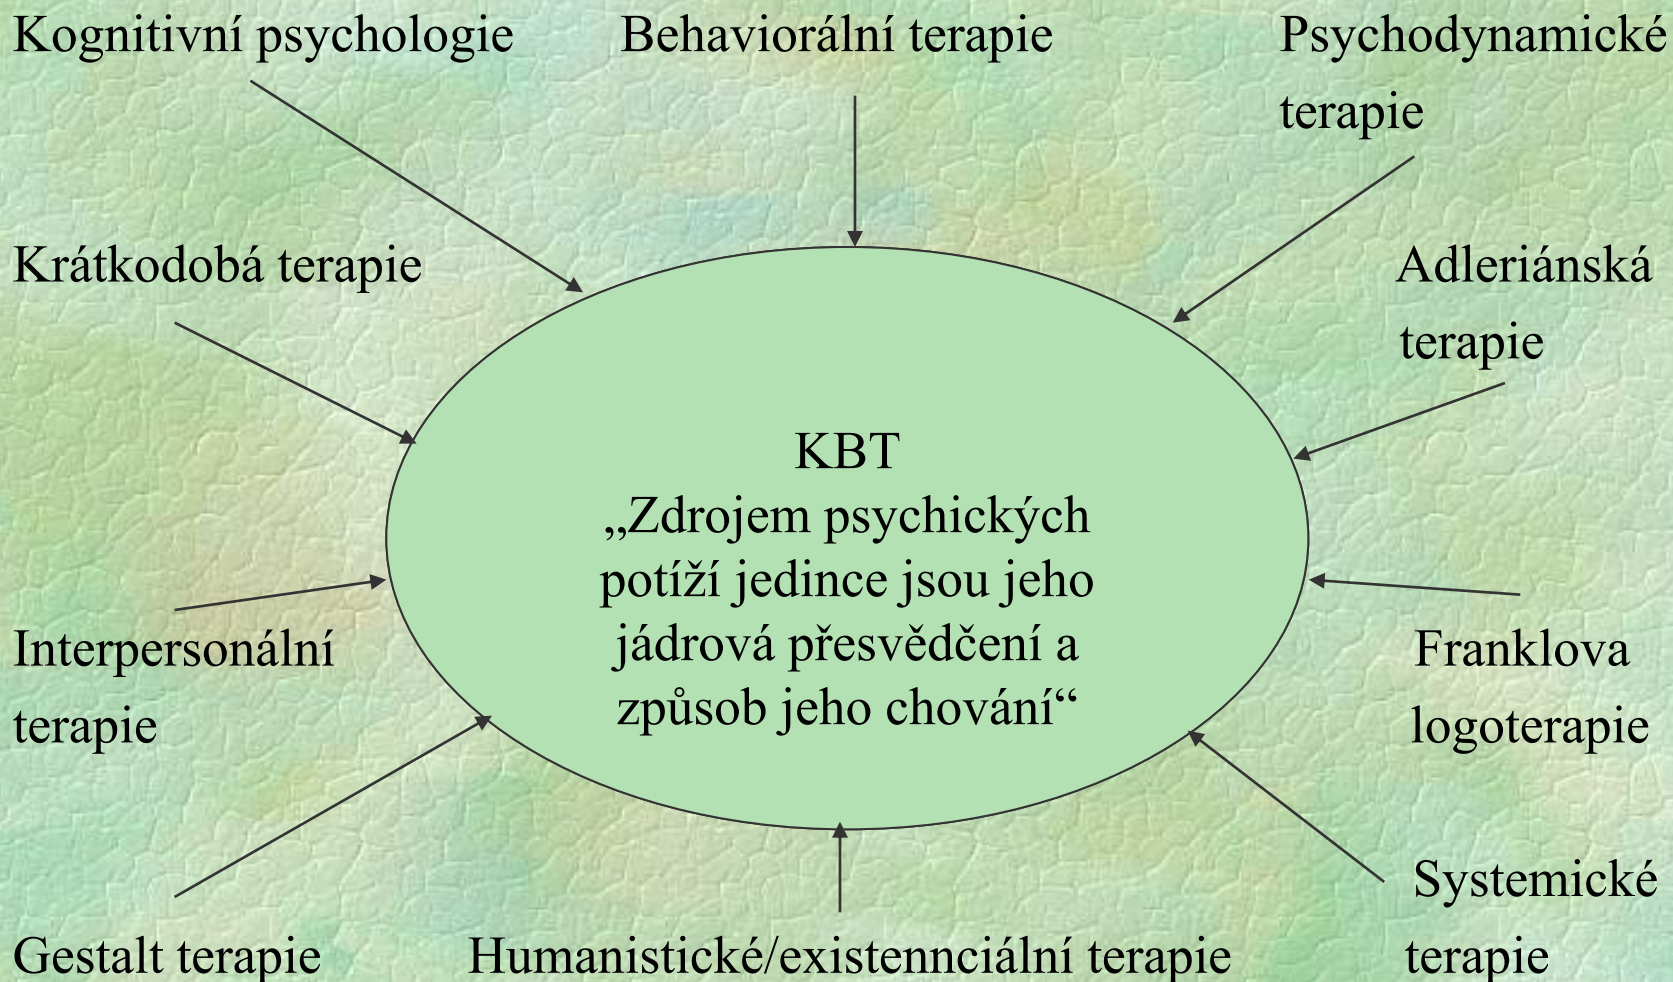 Kognitivní psychologie
Behaviorální terapie
Psychodynamické
terapie
Krátkodobá terapie
Adleriánská
terapie
KBT
„Zdrojem psychických
potíží jedince jsou jeho
jádrová přesvědčení a
způsob jeho chování“
Interpersonální
terapie
Franklova
logoterapie
Systemické
terapie
Gestalt terapie
Humanistické/existennciální terapie